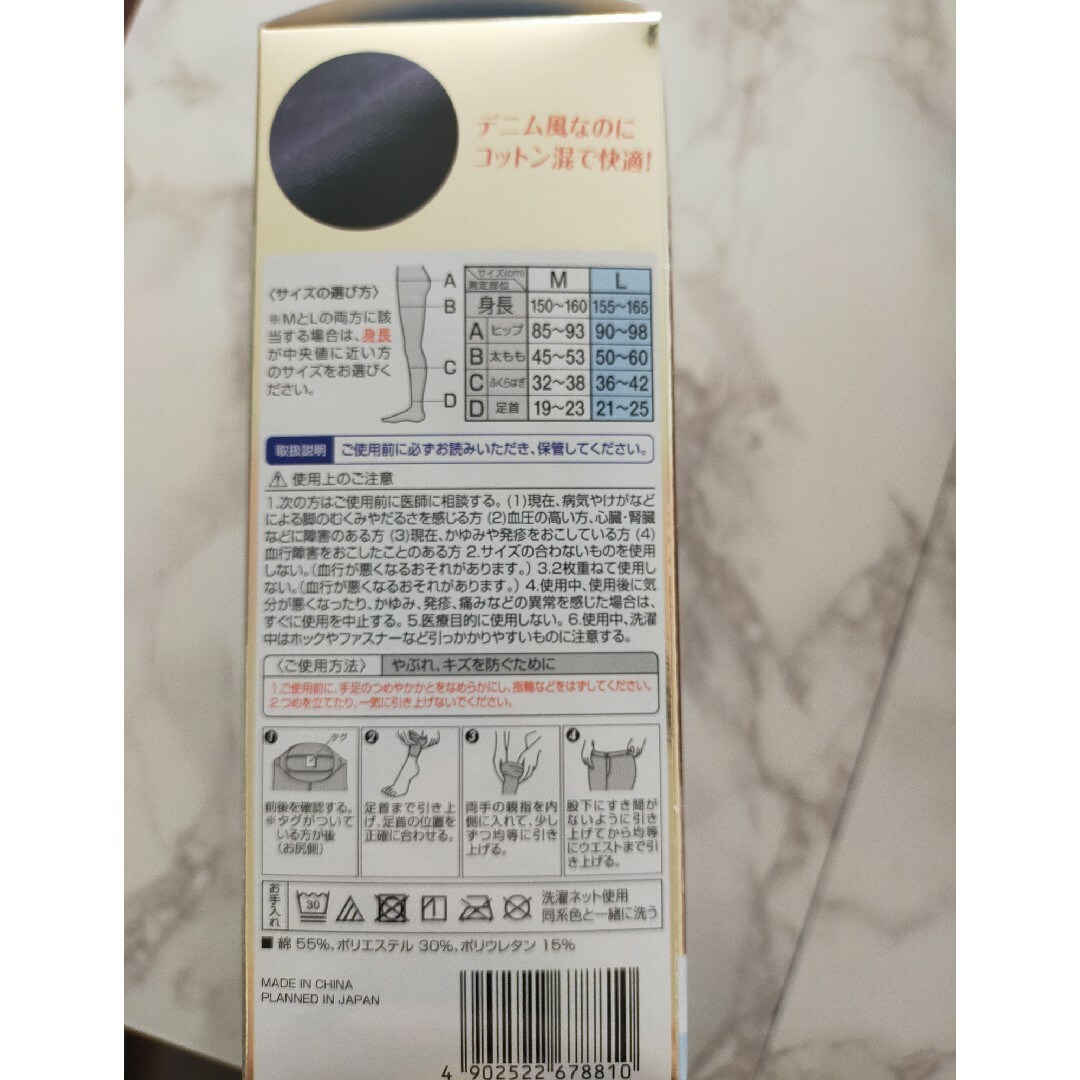 デニム風なのに
コットン混で快適!
〈サイズの選び方〉
※MとLの両方に該
当する場合は、身長
が中央値に近い方
のサイズをお選びく
ださい。
A
B
C
D
サイズ(cm)
測定部位
M L
身長 150〜160 155〜165
A ヒップ 85〜93 90〜98
B 太もも 45〜53 50〜60
C ふくらはぎ 32〜38 36〜42
D 足首 19〜23 21〜25
取扱説明 ご使用前に必ずお読みいただき、保管してください。
使用上のご注意
1.次の方はご使用前に医師に相談する。(1)現在、病気やけがなど
による脚のむくみやだるさを感じる方 (2)血圧の高い方、心臓・腎臓
などに障害のある方 (3)現在、かゆみや発疹をおこしている方 (4)
血行障害をおこしたことのある方 2.サイズの合わないものを使用
しない。(血行が悪くなるおそれがあります。) 3.2枚重ねて使用し
ない。(血行が悪くなるおそれがあります。) 4.使用中、使用後に気
分が悪くなったり、かゆみ、発疹、痛みなどの異常を感じた場合は、
すぐに使用を中止する。 5.医療目的に使用しない。 6.使用中、洗濯
中はホックやファスナーなど引っかかりやすいものに注意する。
〈ご使用方法〉 やぶれ、キズを防ぐために
1.ご使用前に、手足のつめやかかとをなめらかにし、指輪などをはずしてください。
2.つめを立てたり、一気に引き上げないでください。
1 タグ
前後を確認する。
※タグがついて
いる方が後
(お尻側)
2
足首まで引き上
げ、足首の位置を
正確に合わせる。
3
両手の親指を内
側に入れて、少し
ずつ均等に引き
上げる。
4
股下にすき間が
ないように引き
上げてから均等
にウエストまで引
き上げる。
お手入れ
30
洗濯ネット使用
同系色と一緒に洗う
■ 綿 55%、ポリエステル 30%、ポリウレタン 15%
MADE IN CHINA
PLANNED IN JAPAN
4 902522 678810